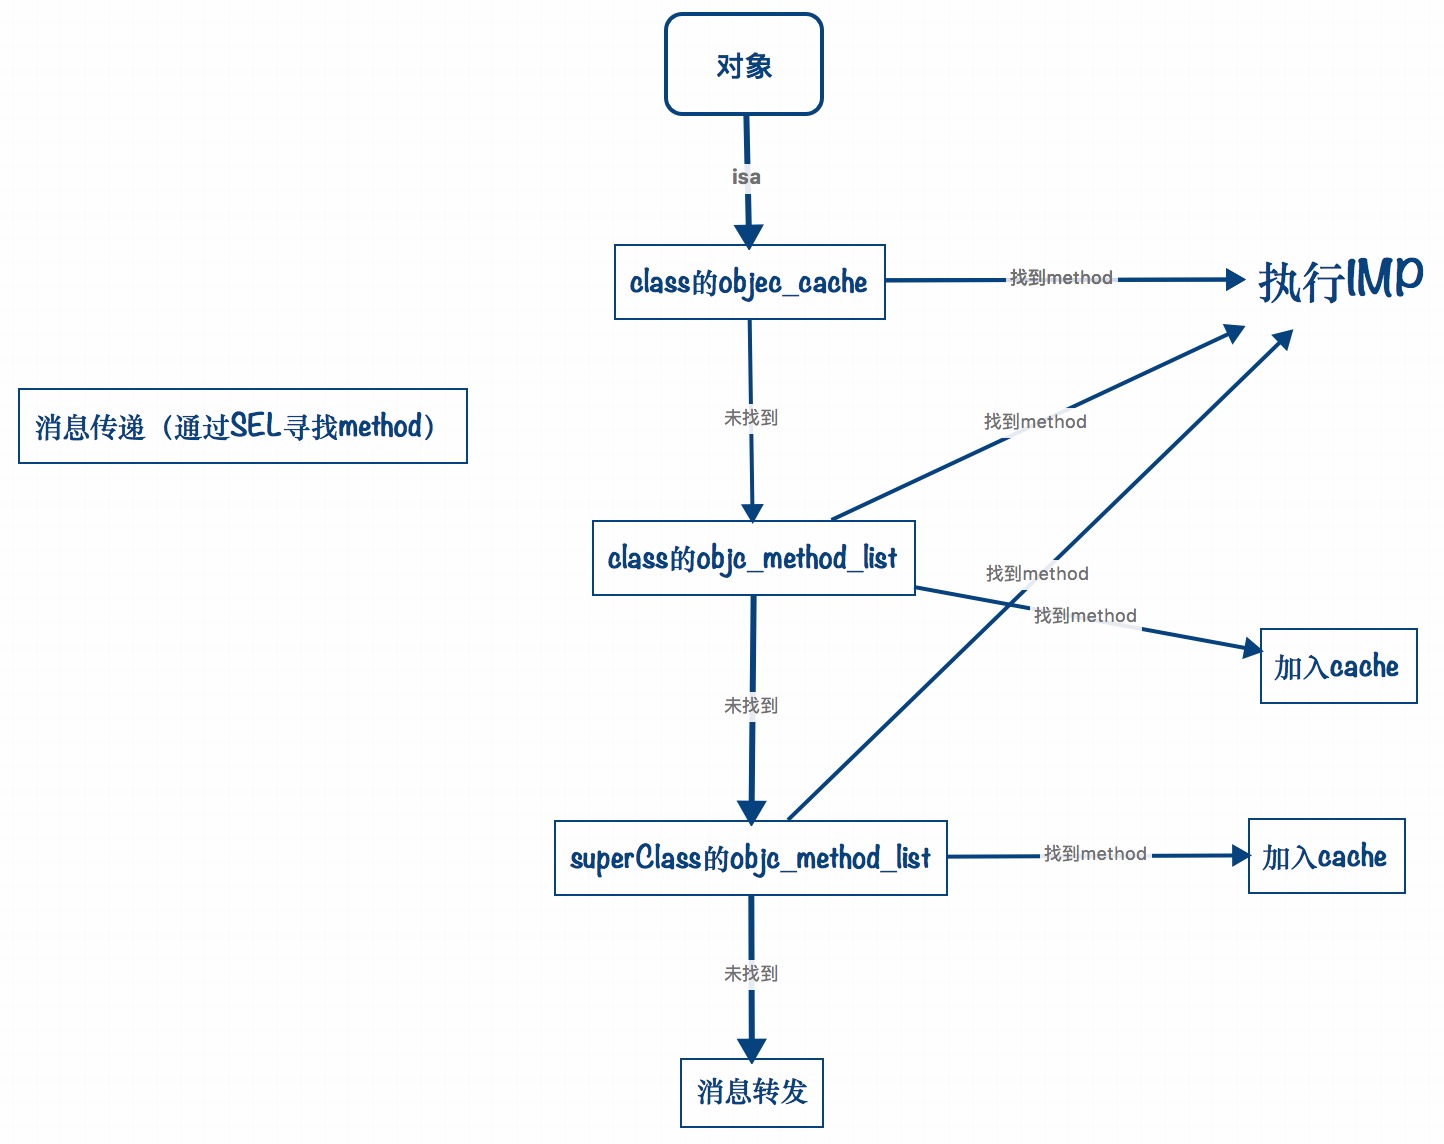 对象
isa
class的objec_cache
找到method
执行IMP
未找到
找到method
消息传递（通过SEL寻找method）
class的objc_method_list
找到method
找到method
加入cache
未找到
superClass的objc_method_list
找到method
加入cache
未找到
消息转发